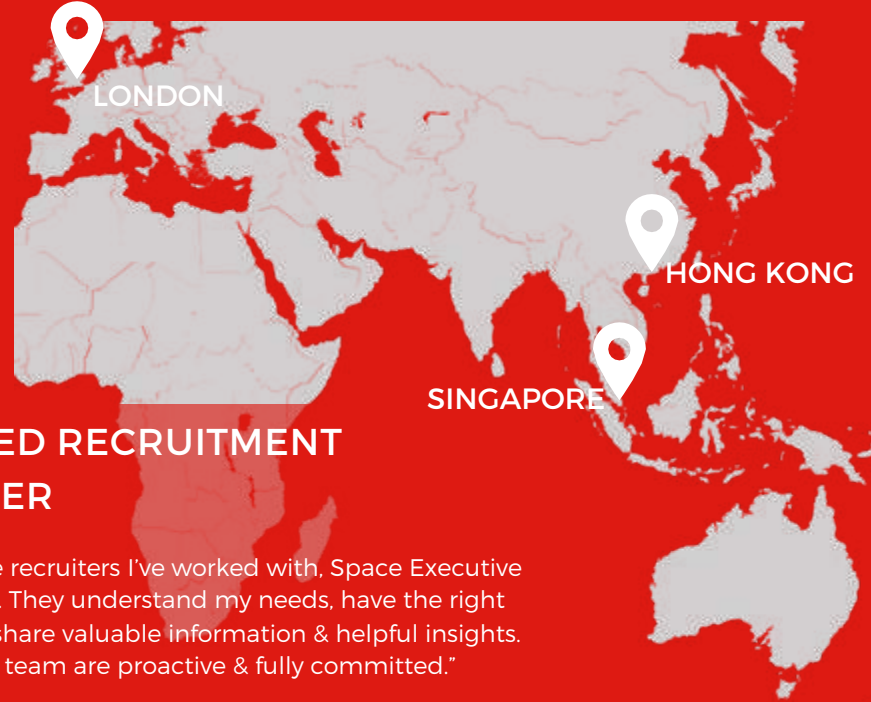 LONDON
HONG KONG
SINGAPORE
ED RECRUITMENT
ER
e recruiters I’ve worked with, Space Executive
. They understand my needs, have the right
share valuable information & helpful insights.
team are proactive & fully committed.”